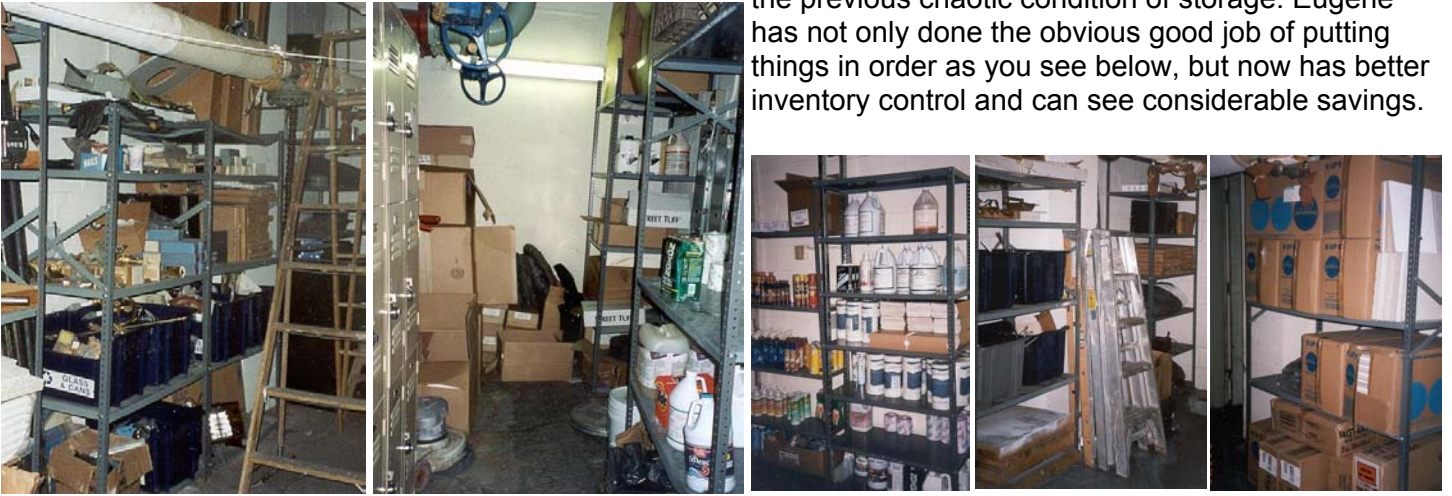 the previous chaotic condition of storage. Eugene
has not only done the obvious good job of putting
things in order as you see below, but now has better
inventory control and can see considerable savings.
GLASS
& CANS
STREET TUFF